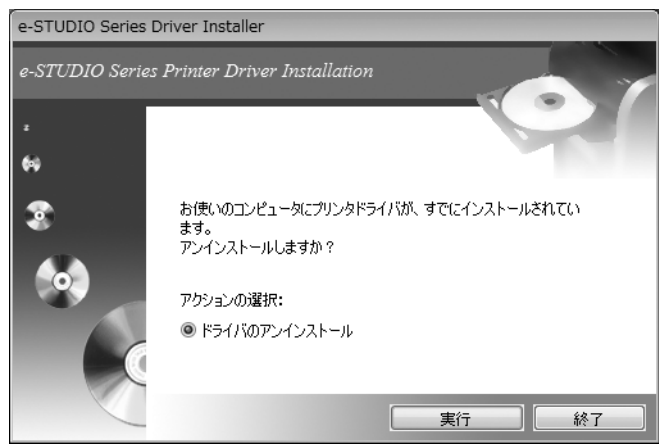 e-STUDIO Series Driver Installer
e-STUDIO Series Printer Driver Installation
お使いのコンピュータにプリンタドライバが、すでにインストールされてい
ます。
アンインストールしますか？
アクションの選択:
ドライバのアンインストール
実行
終了